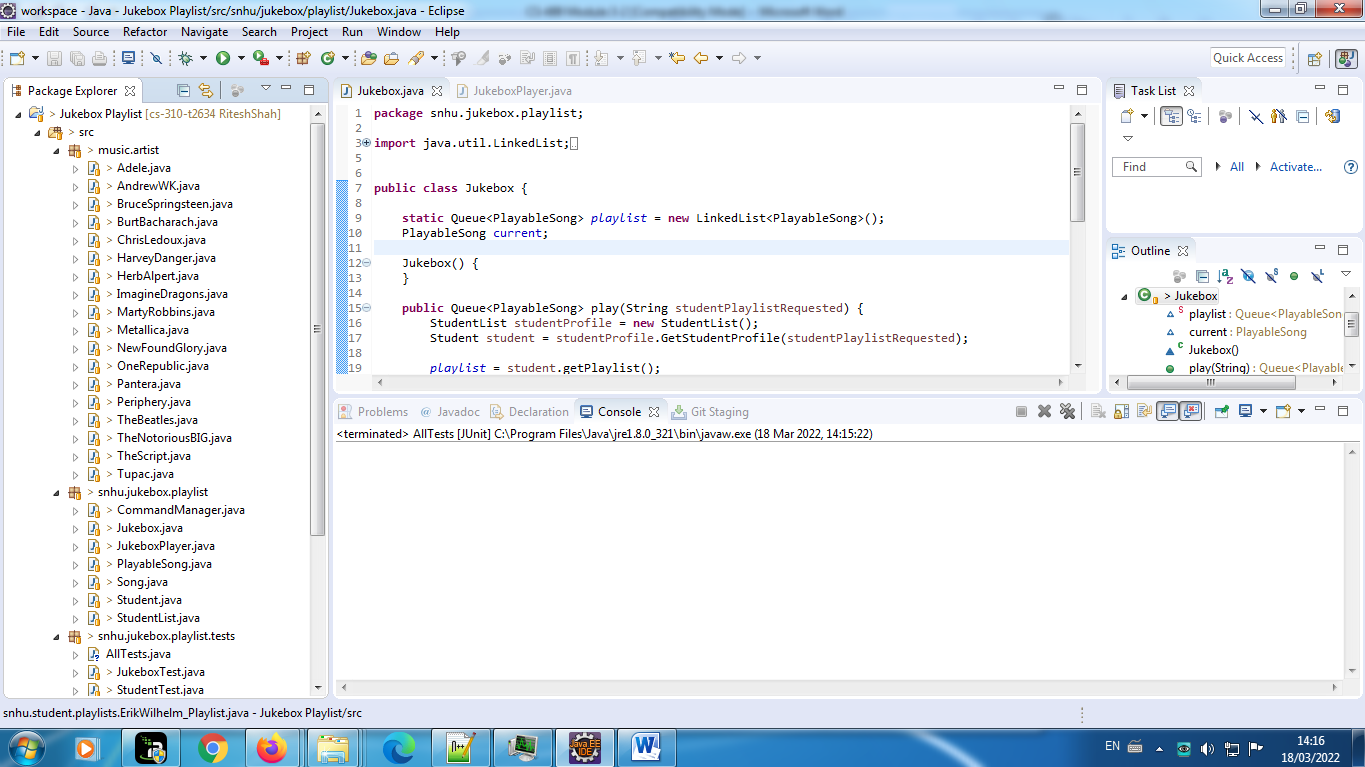 workspace - Java - Jukebox Playlist/src/snhu/jukebox/playlist/Jukebox.java - Eclipse
File Edit Source Refactor Navigate Search Project Run Window Help
Quick Access
Package Explorer
> Jukebox Playlist [cs-310-t2634 RiteshShah]
> src
> music.artist
> Adele.java
> AndrewWK.java
> BruceSpringsteen.java
> BurtBacharach.java
> ChrisLedoux.java
> HarveyDanger.java
> HerbAlpert.java
> ImagineDragons.java
> MartyRobbins.java
> Metallica.java
> NewFoundGlory.java
> OneRepublic.java
> Pantera.java
> Periphery.java
> TheBeatles.java
> TheNotoriousBIG.java
> TheScript.java
> Tupac.java
> snhu.jukebox.playlist
> CommandManager.java
> Jukebox.java
> JukeboxPlayer.java
> PlayableSong.java
> Song.java
> Student.java
> StudentList.java
> snhu.jukebox.playlist.tests
AllTests.java
> JukeboxTest.java
> StudentTest.java
Jukebox.java JukeboxPlayer.java
1 package snhu.jukebox.playlist;
2
3 import java.util.LinkedList;
5
6
7 public class Jukebox {
8
9 static Queue<PlayableSong> playlist = new LinkedList<PlayableSong>();
10 PlayableSong current;
11
12 Jukebox() {
13 }
14
15 public Queue<PlayableSong> play(String studentPlaylistRequested) {
16 StudentList studentProfile = new StudentList();
17 Student student = studentProfile.GetStudentProfile(studentPlaylistRequested);
18
19 playlist = student.getPlaylist();
Task List
Find All Activate...
Outline
> Jukebox
playlist : Queue<PlayableSon
current : PlayableSong
Jukebox()
play(String) : Queue<Playable
Problems Javadoc Declaration Console Git Staging
<terminated> AllTests [JUnit] C:\Program Files\Java\jre1.8.0_321\bin\javaw.exe (18 Mar 2022, 14:15:22)
snhu.student.playlists.ErikWilhelm_Playlist.java - Jukebox Playlist/src
Java EE
IDE
EN
14:16
18/03/2022